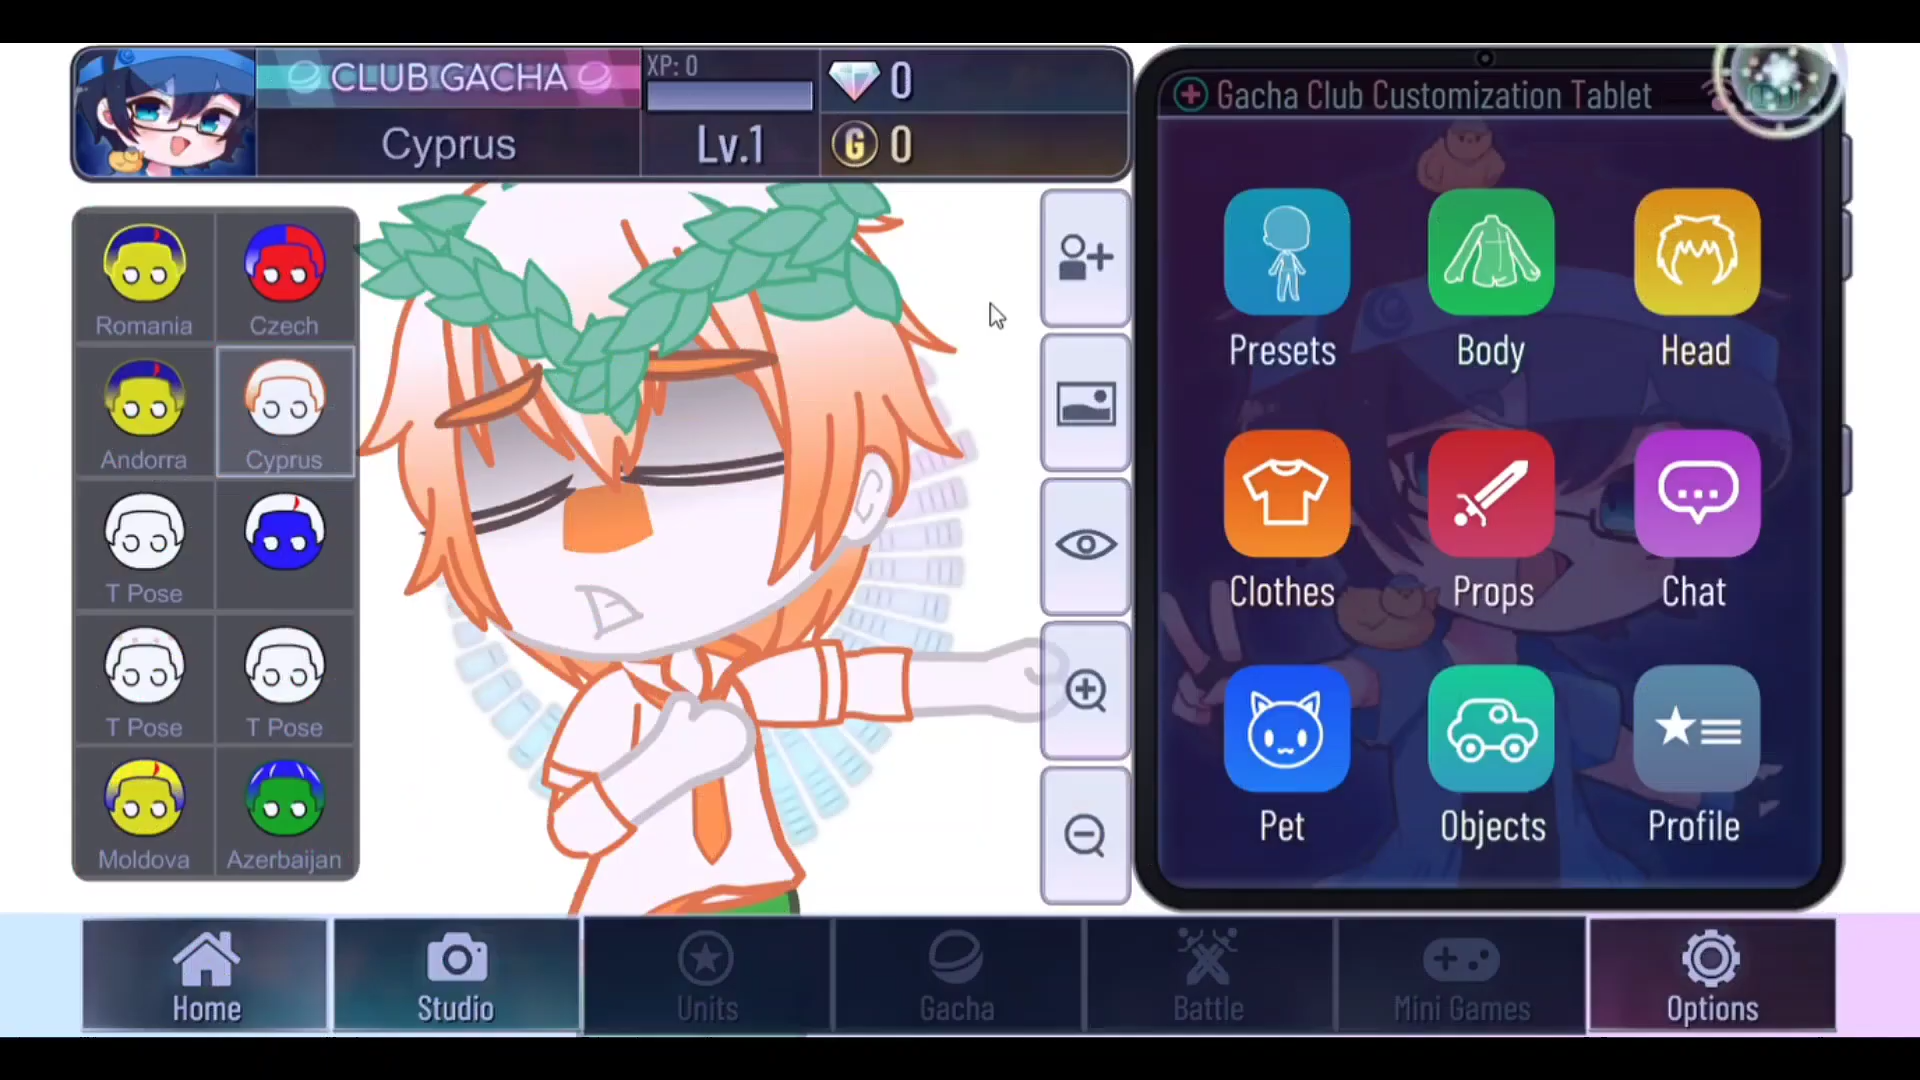 CLUB GACHA
Cyprus
XP: 0
Lv.1
0
G 0
Gacha Club Customization Tablet
Romania
Czech
Andorra
Cyprus
T Pose
T Pose
T Pose
Moldova
Azerbaijan
Presets
Body
Head
Clothes
Props
Chat
Pet
Objects
Profile
Home
Studio
Units
Gacha
Battle
Mini Games
Options